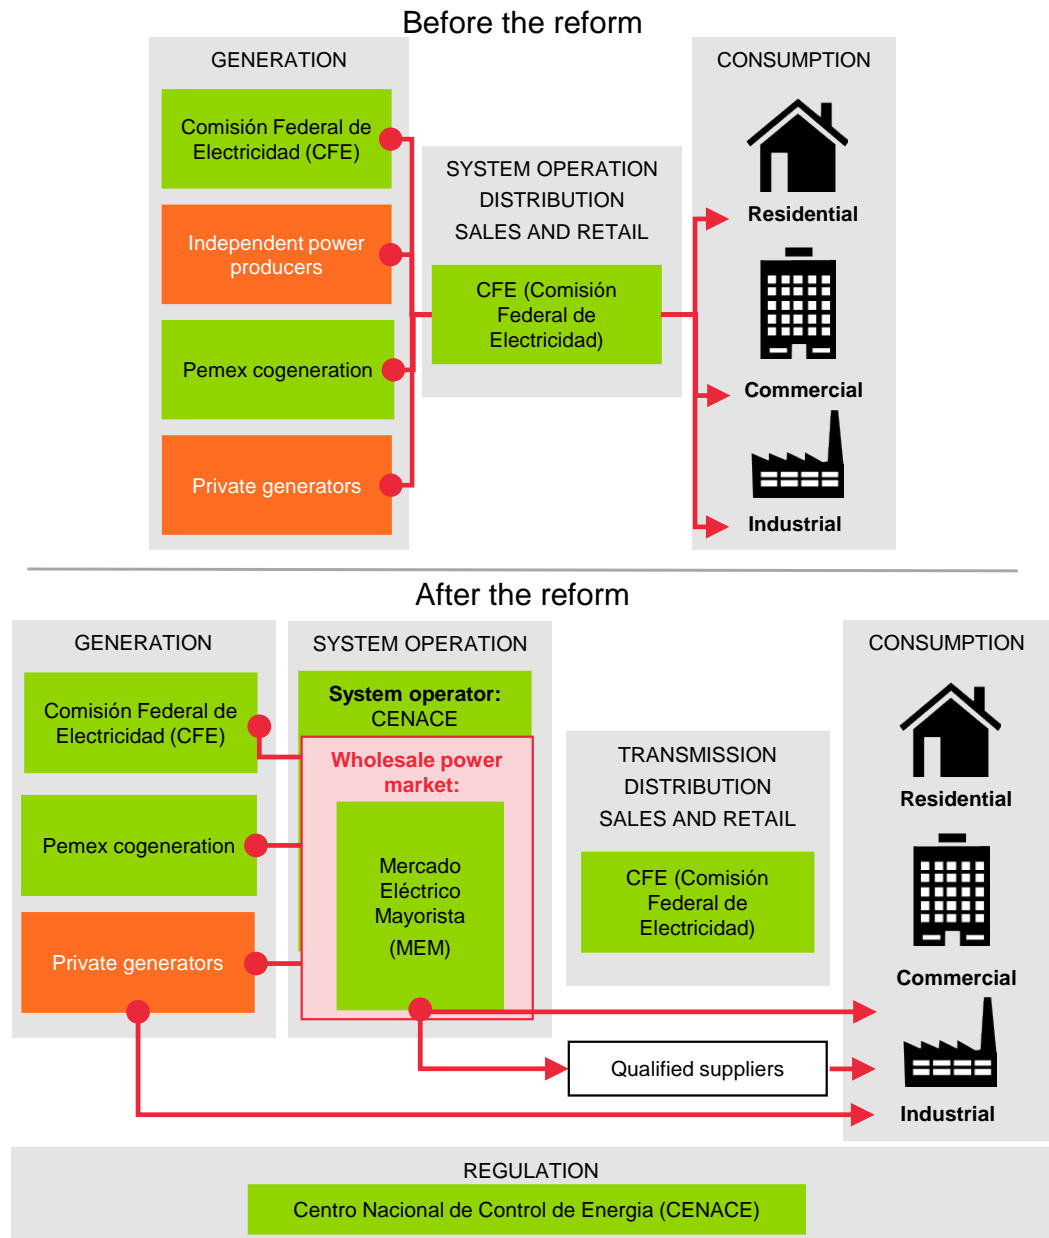 Before the reform
GENERATION
Comisión Federal de
Electricidad (CFE)
Independent power
producers
Pemex cogeneration
Private generators
SYSTEM OPERATION
DISTRIBUTION
SALES AND RETAIL
CFE (Comisión
Federal de
Electricidad)
CONSUMPTION
Residential
Commercial
Industrial
After the reform
GENERATION
Comisión Federal de
Electricidad (CFE)
Pemex cogeneration
Private generators
SYSTEM OPERATION
System operator:
CENACE
Wholesale power
market:
Mercado
Eléctrico
Mayorista
(MEM)
TRANSMISSION
DISTRIBUTION
SALES AND RETAIL
CFE (Comisión
Federal de
Electricidad)
Qualified suppliers
CONSUMPTION
Residential
Commercial
Industrial
REGULATION
Centro Nacional de Control de Energia (CENACE)